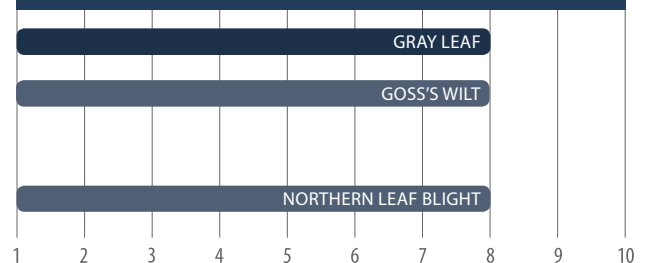 GRAY LEAF
GOSS'S WILT
NORTHERN LEAF BLIGHT
1 2 3 4 5 6 7 8 9 10